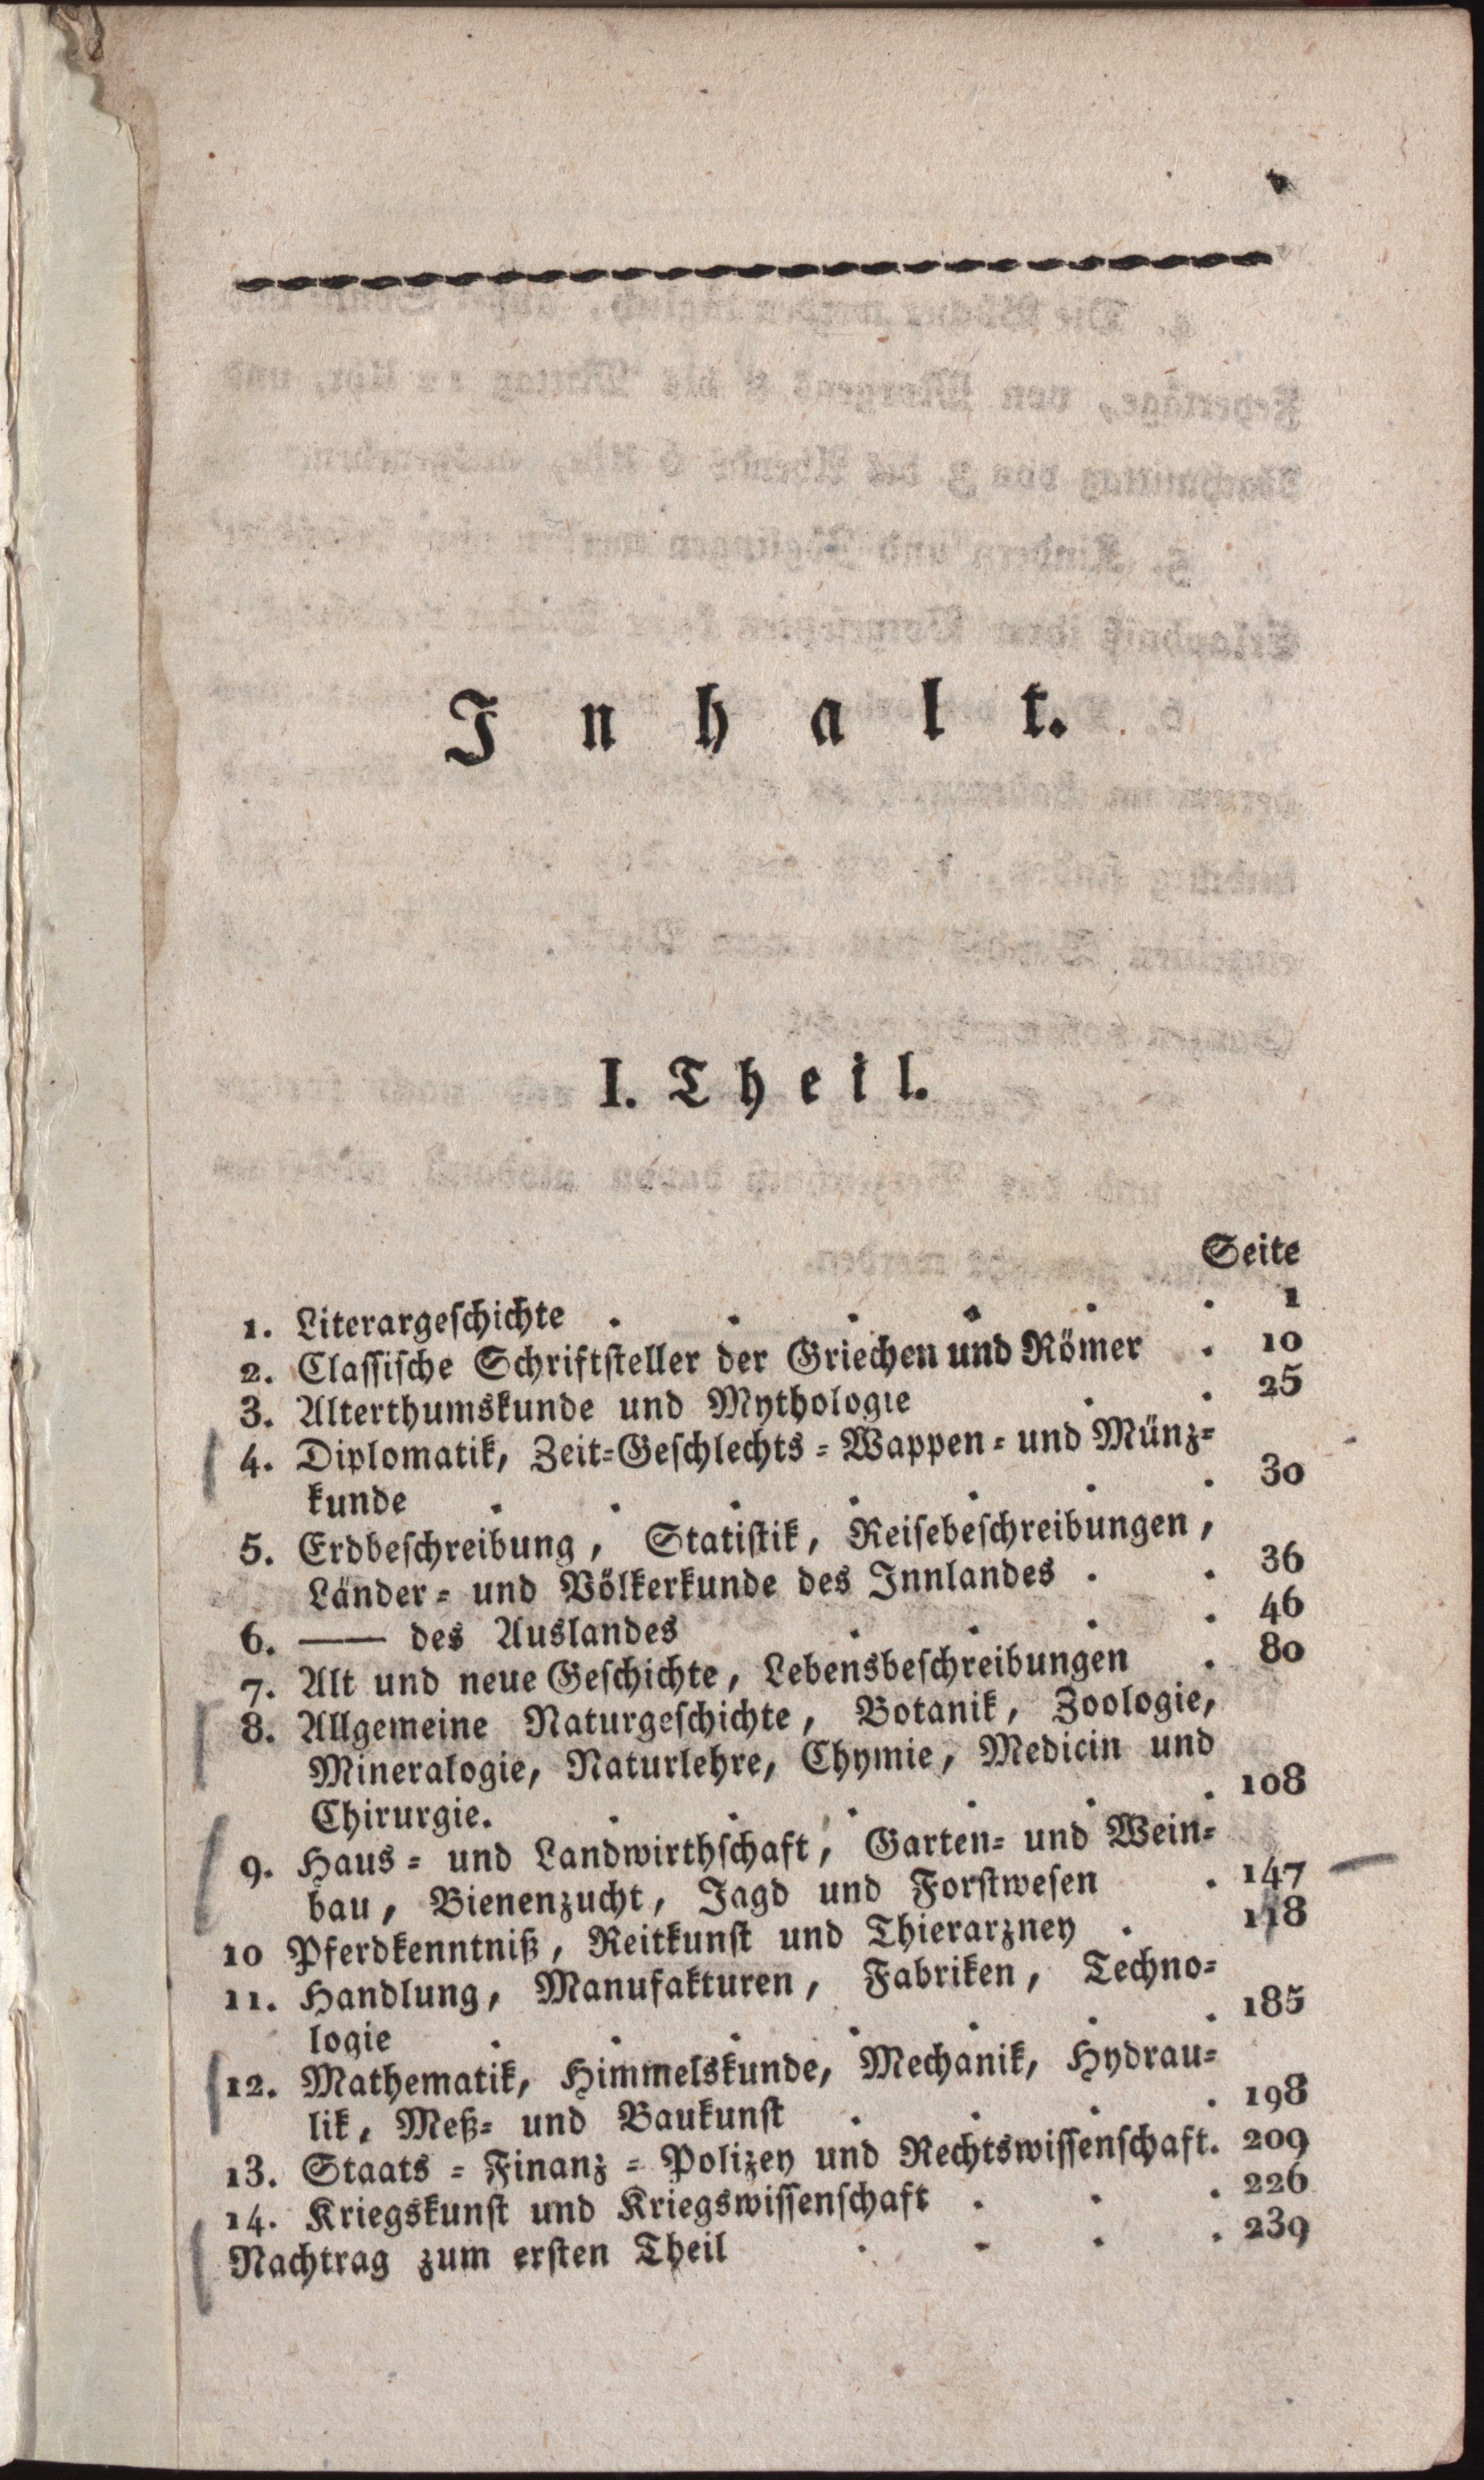 Inhalt.
I. Theil.
Seite
1. Literargeschichte . . . . . . 1
2. Classische Schriftsteller der Griechen und Römer . 10
3. Alterthumskunde und Mythologie . . 25
4. Diplomatik, Zeit-Geschlechts-Wappen- und Münz-
kunde . . . . . . . 30
5. Erdbeschreibung, Statistik, Reisebeschreibungen,
Länder- und Völkerkunde des Innlandes . . 36
6. —— des Auslandes . . . . 46
7. Alt und neue Geschichte, Lebensbeschreibungen . 80
8. Allgemeine Naturgeschichte, Botanik, Zoologie,
Mineralogie, Naturlehre, Chymie, Medicin und
Chirurgie. . . . . . . 108
9. Haus- und Landwirthschaft, Garten- und Wein-
bau, Bienenzucht, Jagd und Forstwesen . 147
10 Pferdkenntniß, Reitkunst und Thierarzney .
11. Handlung, Manufakturen, Fabriken, Techno-
logie . . . . . . . 185
12. Mathematik, Himmelskunde, Mechanik, Hydrau-
lik, Meß- und Baukunst . . . . 198
13. Staats-Finanz-Polizey und Rechtswissenschaft. 209
14. Kriegskunst und Kriegswissenschaft . . . 226
Nachtrag zum ersten Theil . . . . 239